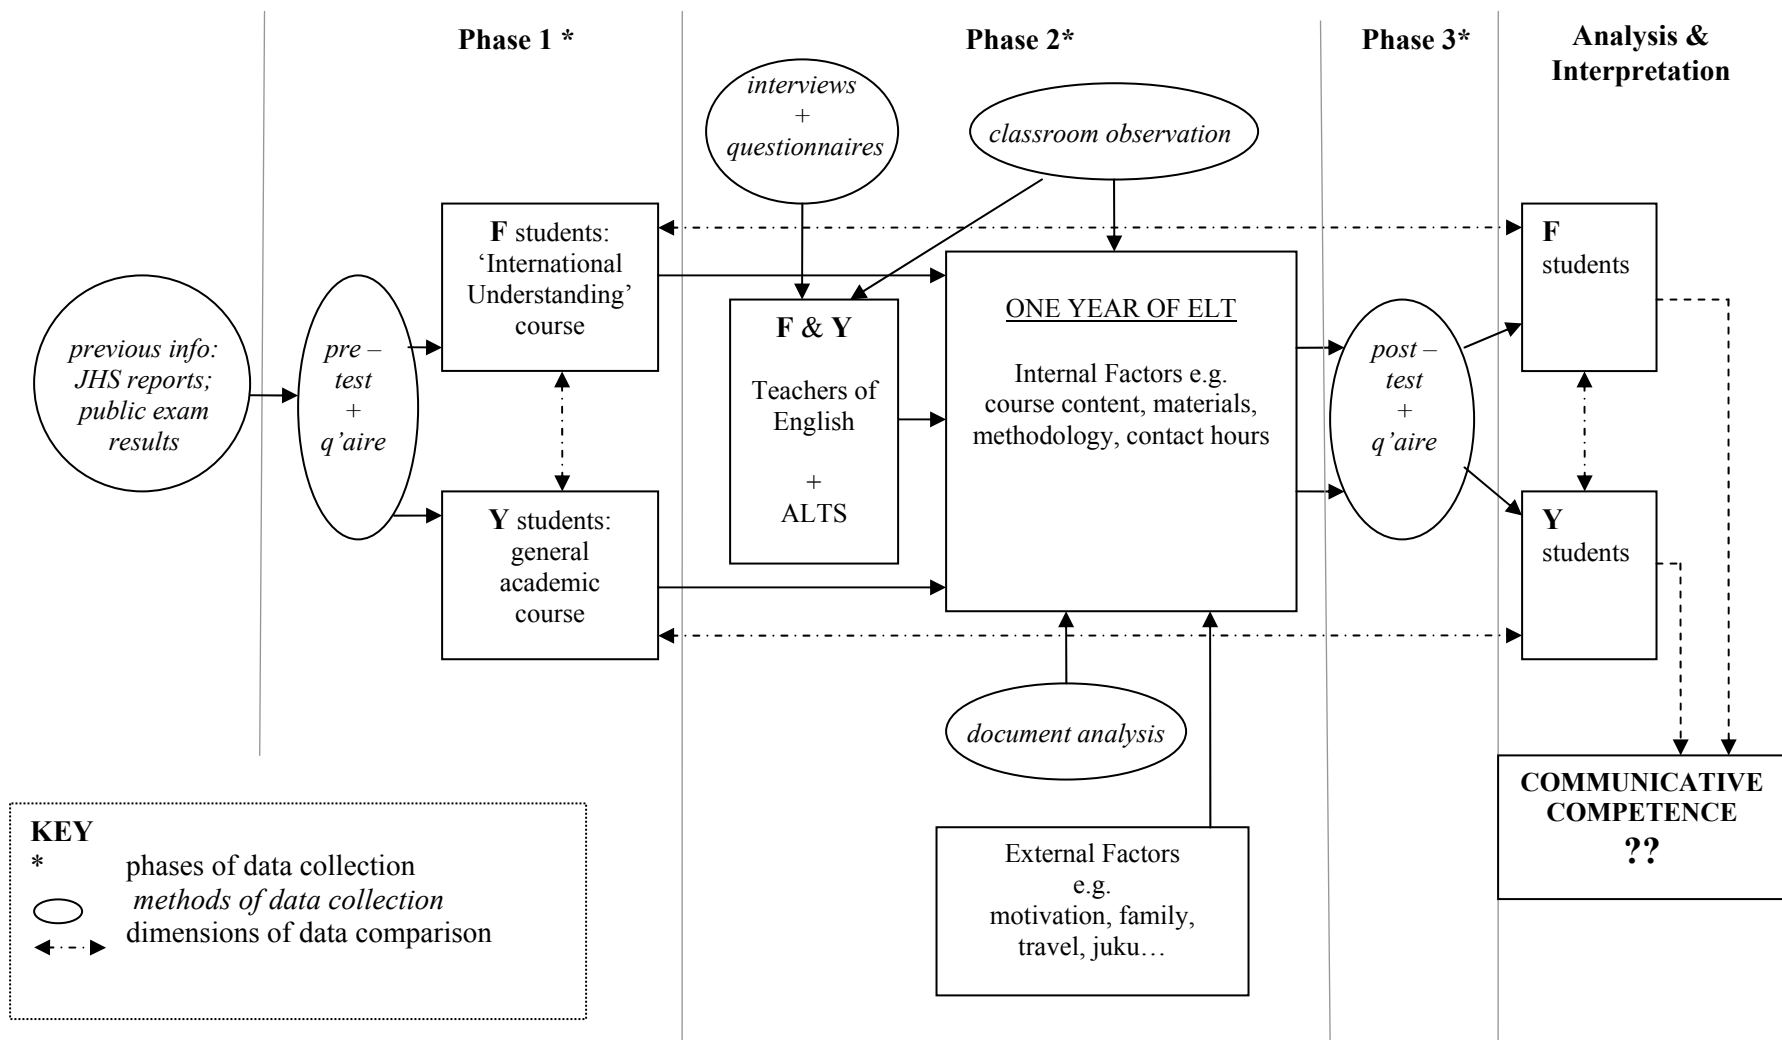 Phase 1 *
Phase 2*
Phase 3*
Analysis &
Interpretation
previous info:
JHS reports;
public exam
results
pre –
test
+
q’aire
F students:
‘International
Understanding’
course
Y students:
general
academic
course
interviews
+
questionnaires
classroom observation
F & Y
Teachers of
English
+
ALTS
ONE YEAR OF ELT
Internal Factors e.g.
course content, materials,
methodology, contact hours
document analysis
External Factors
e.g.
motivation, family,
travel, juku…
post –
test
+
q’aire
F
students
Y
students
COMMUNICATIVE
COMPETENCE
??
KEY
* phases of data collection
methods of data collection
dimensions of data comparison